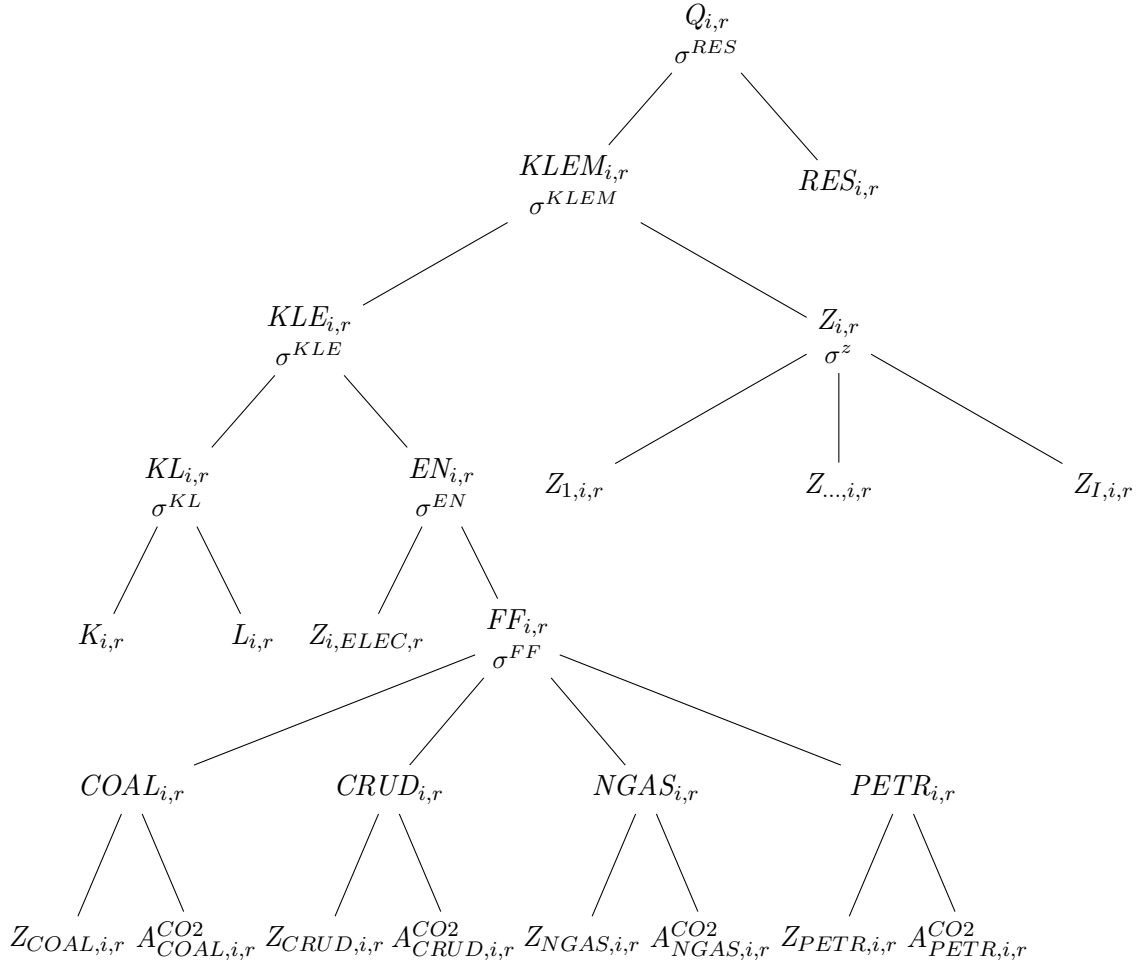 Q_{i,r}
σ^{RES}
KLEM_{i,r}
σ^{KLEM}
RES_{i,r}
KLE_{i,r}
σ^{KLE}
Z_{i,r}
σ^{z}
KL_{i,r}
σ^{KL}
EN_{i,r}
σ^{EN}
Z_{1,i,r} Z_{...,i,r} Z_{I,i,r}
K_{i,r} L_{i,r} Z_{i,ELEC,r}
FF_{i,r}
σ^{FF}
COAL_{i,r} CRUD_{i,r} NGAS_{i,r} PETR_{i,r}
Z_{COAL,i,r} A^{CO2}_{COAL,i,r} Z_{CRUD,i,r} A^{CO2}_{CRUD,i,r} Z_{NGAS,i,r} A^{CO2}_{NGAS,i,r} Z_{PETR,i,r} A^{CO2}_{PETR,i,r}